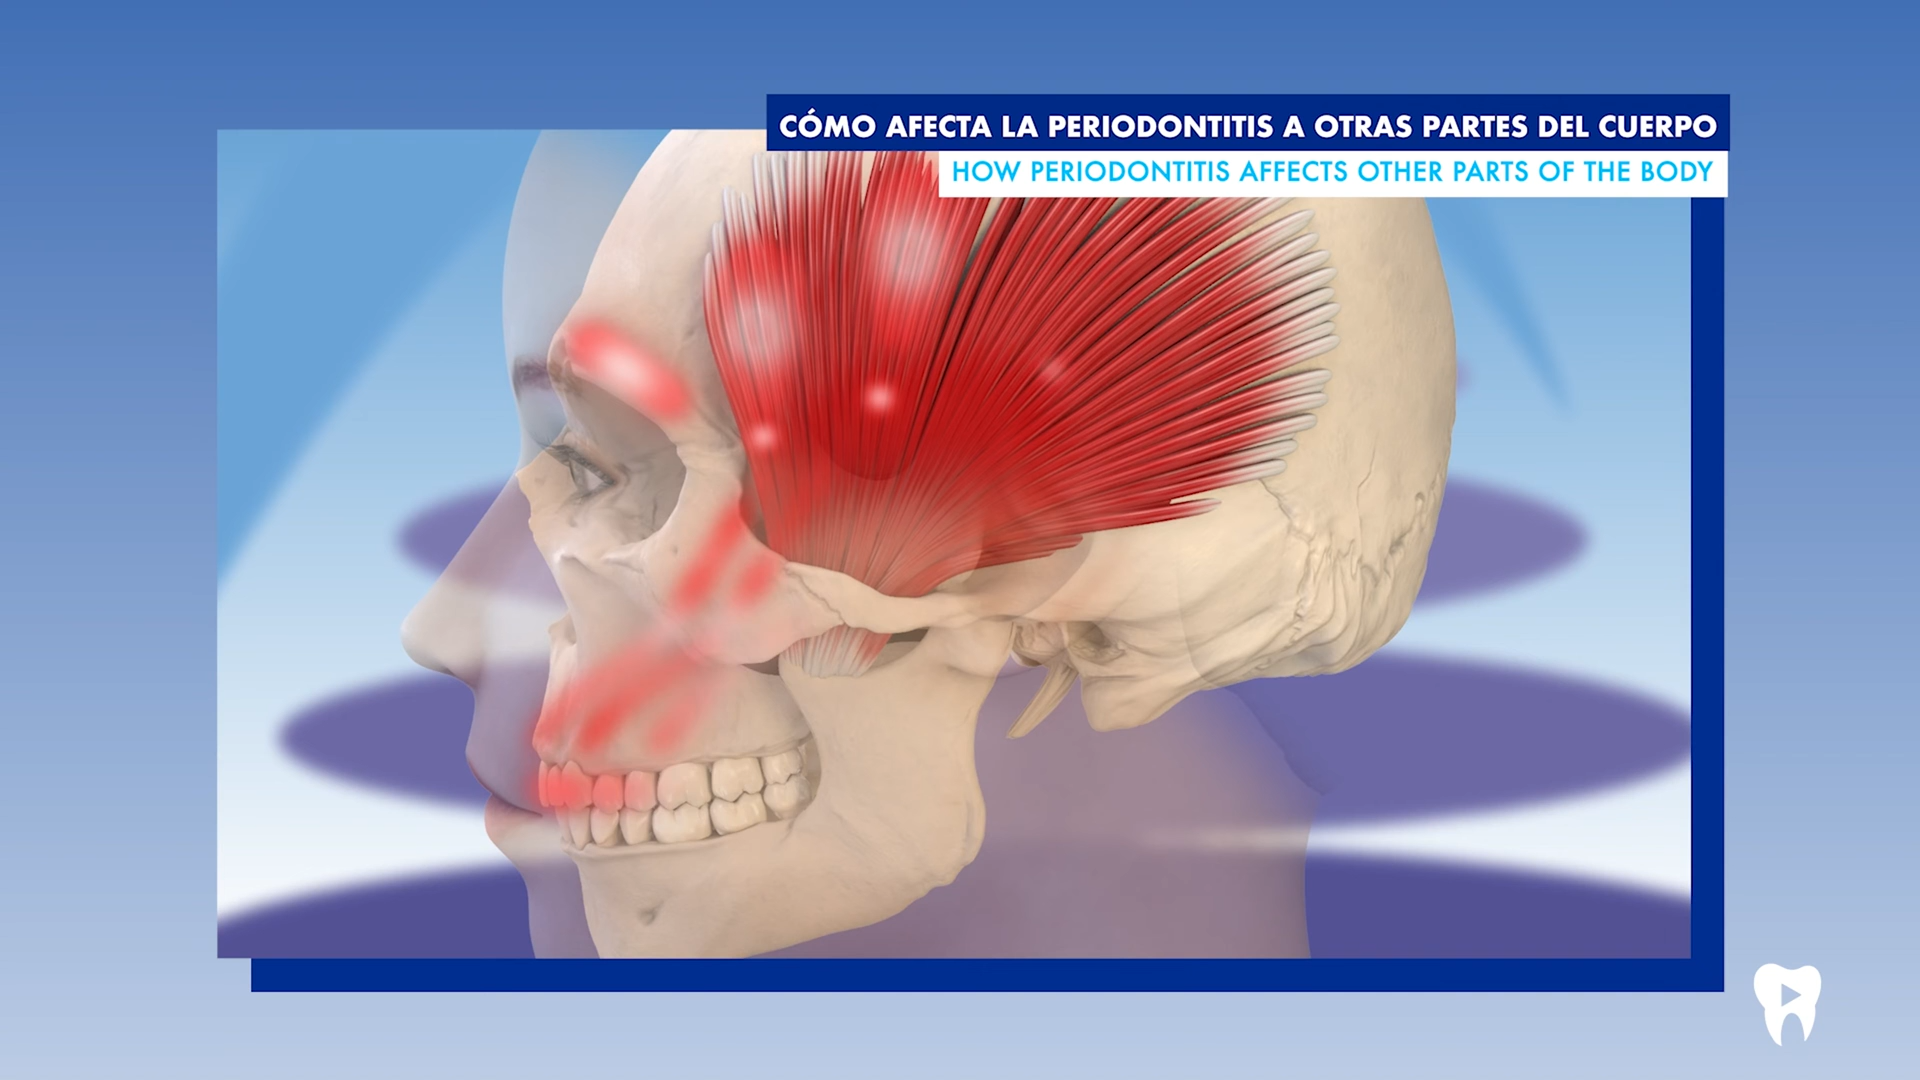 CÓMO AFECTA LA PERIODONTITIS A OTRAS PARTES DEL CUERPO
HOW PERIODONTITIS AFFECTS OTHER PARTS OF THE BODY